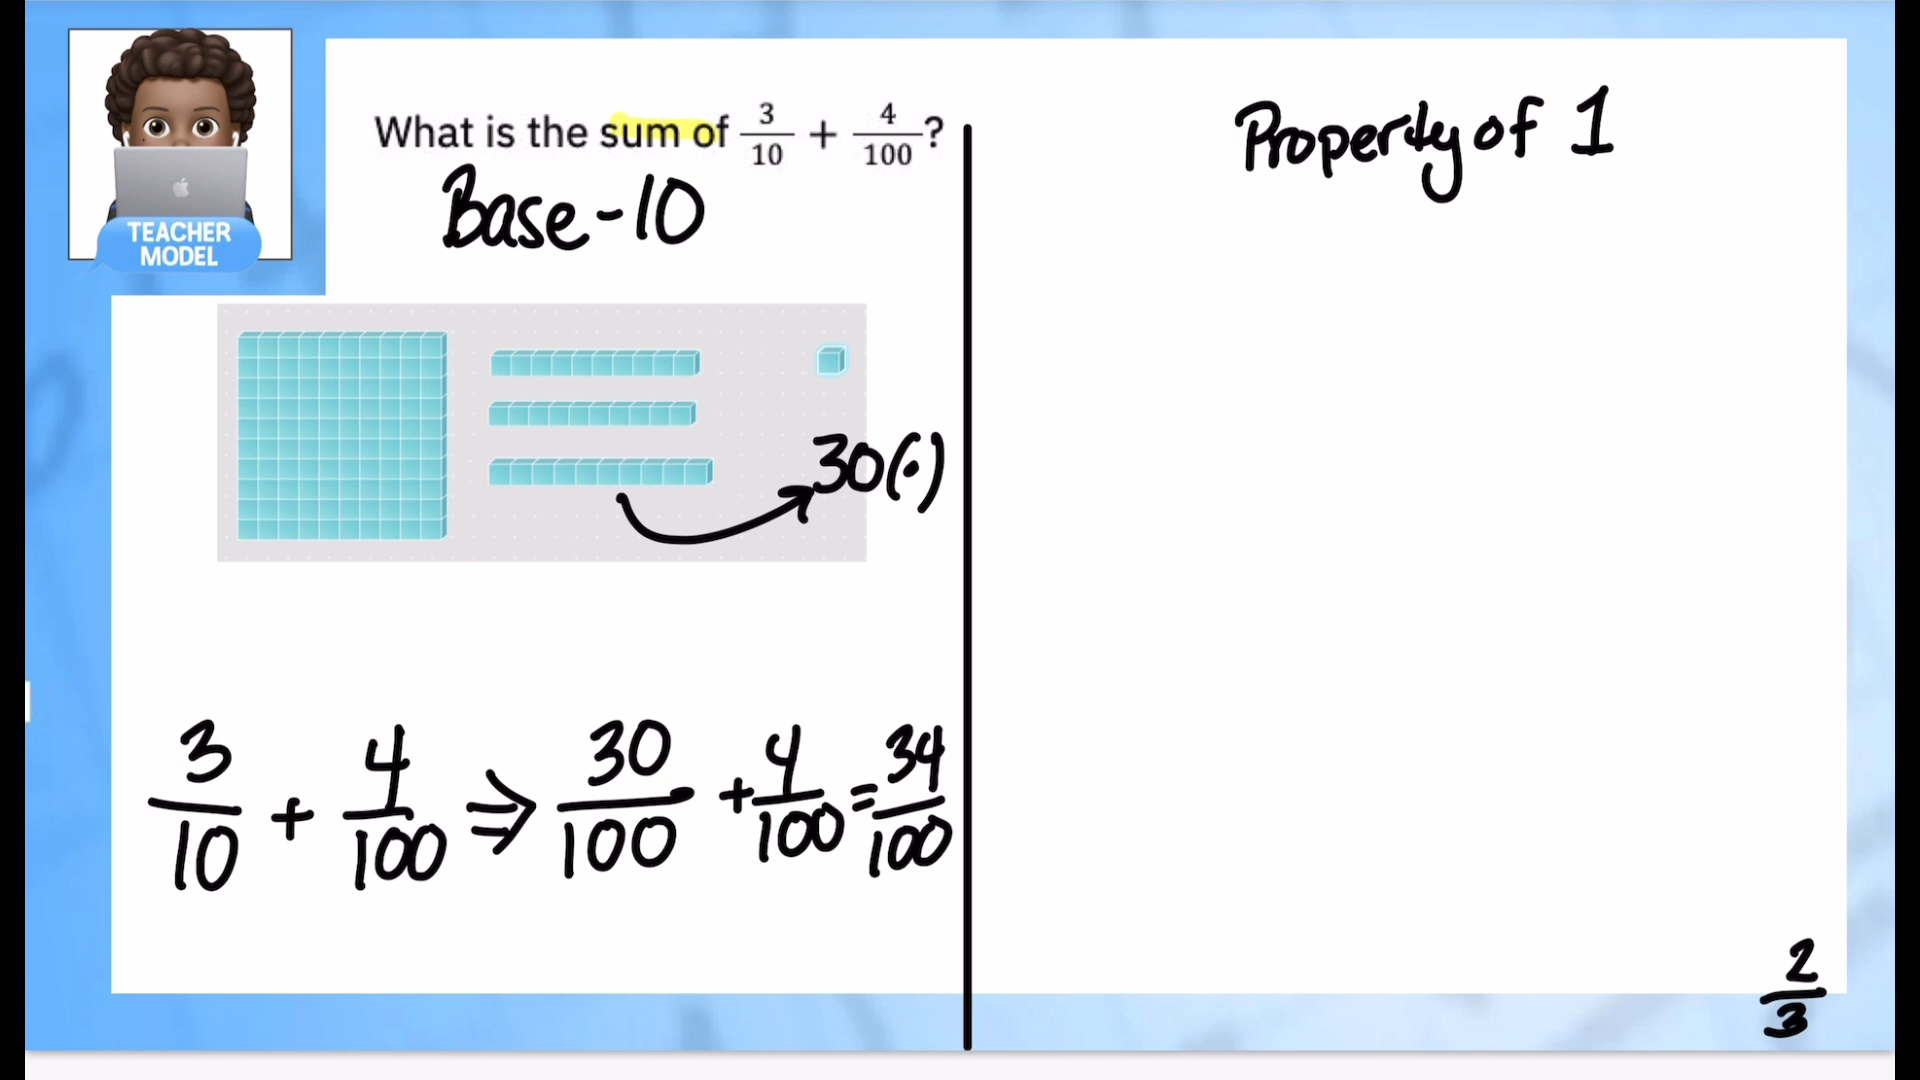 TEACHER
MODEL
What is the sum of 3/10 + 4/100?
Base-10
30(·)
3/10 + 4/100 ⇒ 30/100 + 4/100 = 34/100
Property of 1
2/3